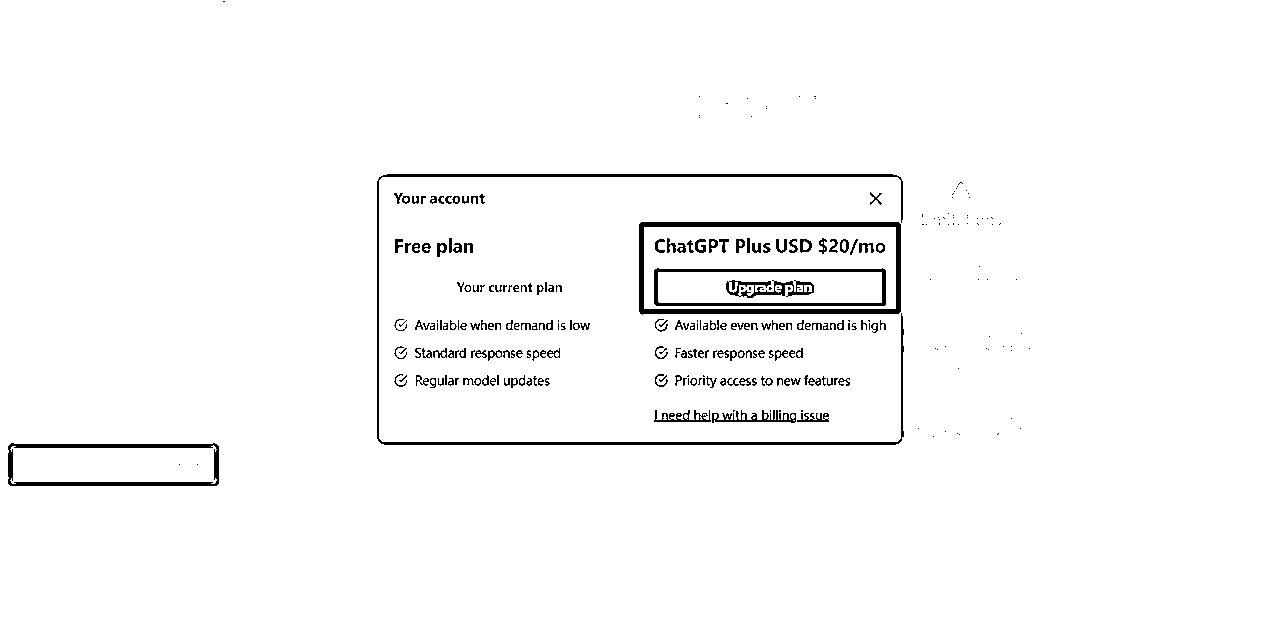 Your account
Free plan
Your current plan
Available when demand is low
Standard response speed
Regular model updates
ChatGPT Plus USD $20/mo
Upgrade plan
Available even when demand is high
Faster response speed
Priority access to new features
I need help with a billing issue